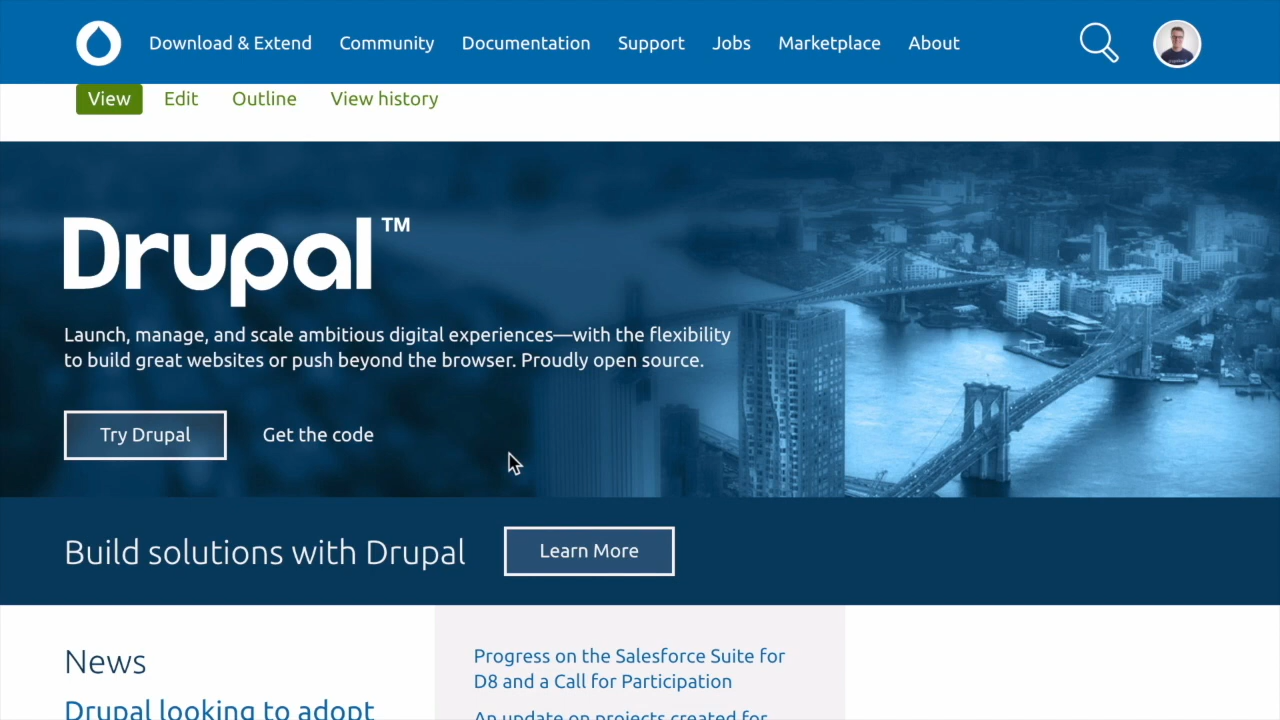 Download & Extend Community Documentation Support Jobs Marketplace About
View Edit Outline View history
Drupal™
Launch, manage, and scale ambitious digital experiences—with the flexibility
to build great websites or push beyond the browser. Proudly open source.
Try Drupal Get the code
Build solutions with Drupal Learn More
News
Drupal looking to adopt
Progress on the Salesforce Suite for
D8 and a Call for Participation
An update on projects created for